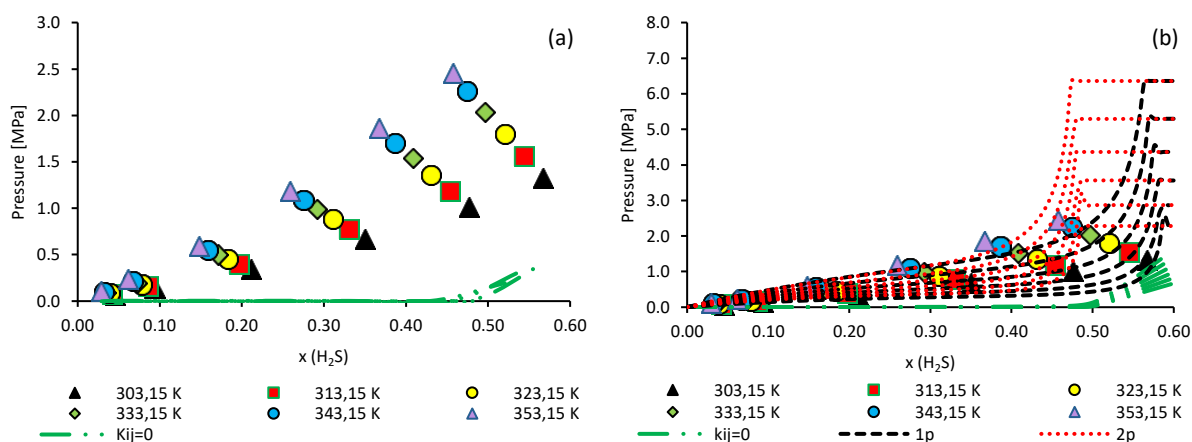 (a)
Pressure [MPa]
3.0
2.5
2.0
1.5
1.0
0.5
0.0
0.00 0.10 0.20 0.30 0.40 0.50 0.60
x (H₂S)
303,15 K 313,15 K 323,15 K
333,15 K 343,15 K 353,15 K
Kij=0
(b)
Pressure [MPa]
8.0
7.0
6.0
5.0
4.0
3.0
2.0
1.0
0.0
0.00 0.10 0.20 0.30 0.40 0.50 0.60
x (H₂S)
303,15 K 313,15 K 323,15 K
333,15 K 343,15 K 353,15 K
kij=0 1p 2p